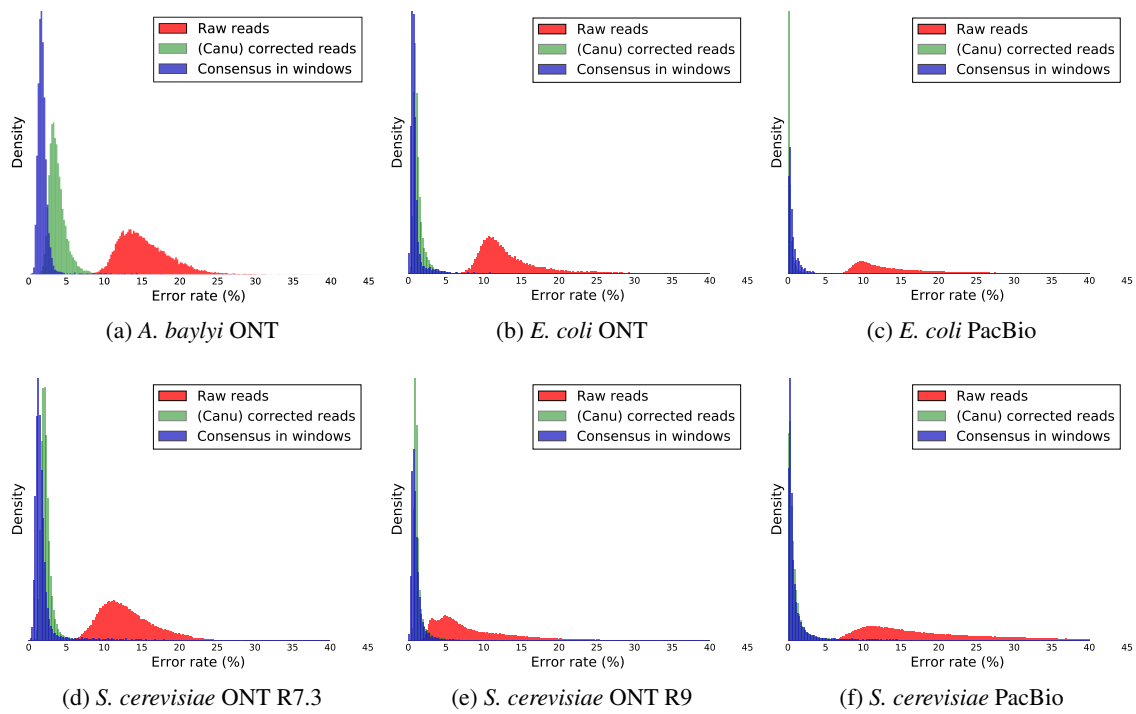 Raw reads
(Canu) corrected reads
Consensus in windows
Density
0 5 10 15 20 25 30 35 40 45
Error rate (%)
(a) A. baylyi ONT
Raw reads
(Canu) corrected reads
Consensus in windows
Density
0 5 10 15 20 25 30 35 40 45
Error rate (%)
(b) E. coli ONT
Raw reads
(Canu) corrected reads
Consensus in windows
Density
0 5 10 15 20 25 30 35 40 45
Error rate (%)
(c) E. coli PacBio
Raw reads
(Canu) corrected reads
Consensus in windows
Density
0 5 10 15 20 25 30 35 40 45
Error rate (%)
(d) S. cerevisiae ONT R7.3
Raw reads
(Canu) corrected reads
Consensus in windows
Density
0 5 10 15 20 25 30 35 40 45
Error rate (%)
(e) S. cerevisiae ONT R9
Raw reads
(Canu) corrected reads
Consensus in windows
Density
0 5 10 15 20 25 30 35 40 45
Error rate (%)
(f) S. cerevisiae PacBio